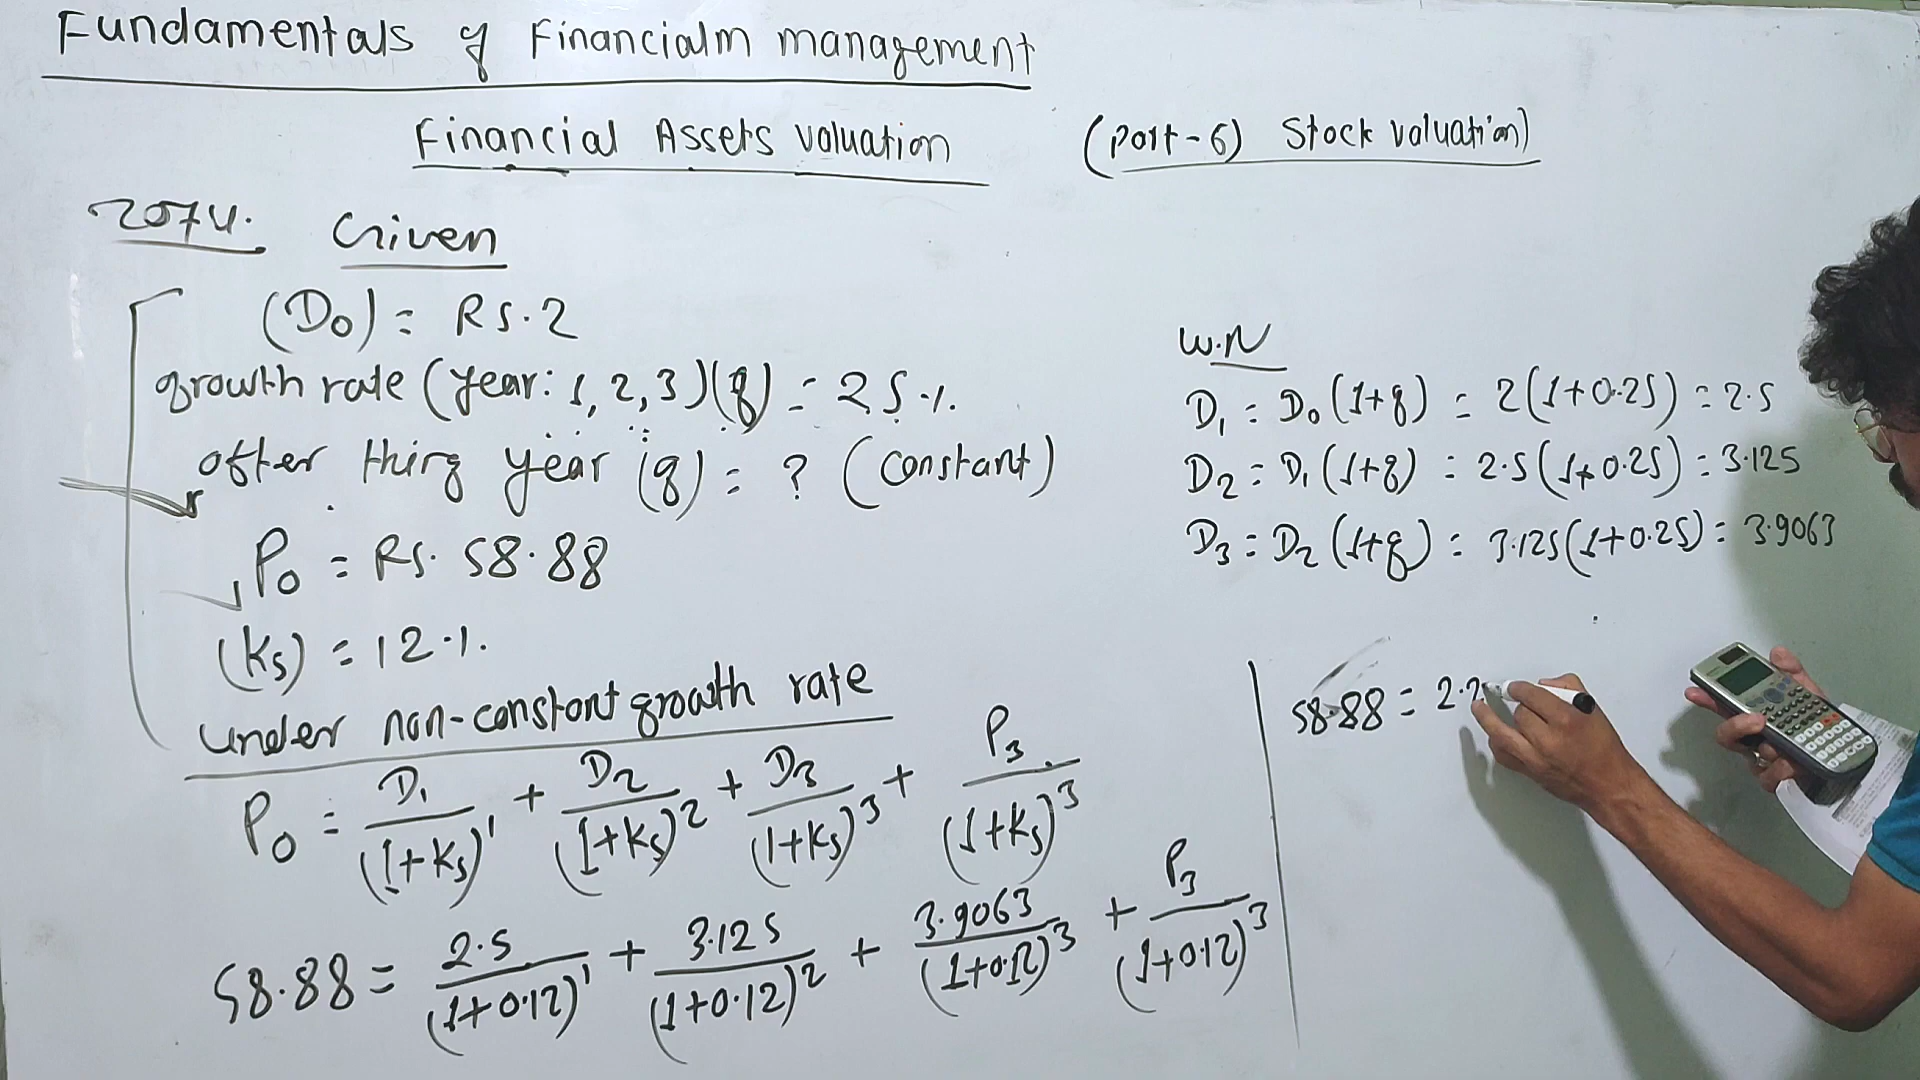 Fundamentals of Financialm management
Financial Assets valuation (Part-6) Stock valuation)
2074. Given
(D₀) = RS.2
growth rate (year: 1, 2, 3)(g) = 25.1.
after thirg year (g) = ? (Constant)
P₀ = RS. 58.88
(Ks) = 12.1.
under non-constant growth rate
P₀ = D₁/(1+Ks)¹ + D₂/(1+Ks)² + D₃/(1+Ks)³ + P₃/(1+Ks)³
58.88 = 2.5/(1+0.12)¹ + 3.125/(1+0.12)² + 3.9063/(1+0.12)³ + P₃/(1+0.12)³
W.N
D₁ = D₀(1+g) = 2(1+0.25) = 2.5
D₂ = D₁(1+g) = 2.5(1+0.25) = 3.125
D₃ = D₂(1+g) = 3.125(1+0.25) = 3.9063
58.88 = 2.2